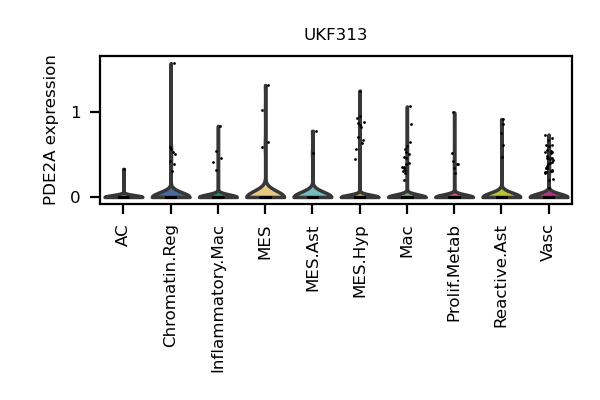 UKF313
PDE2A expression
1
0
AC
Chromatin.Reg
Inflammatory.Mac
MES
MES.Ast
MES.Hyp
Mac
Prolif.Metab
Reactive.Ast
Vasc